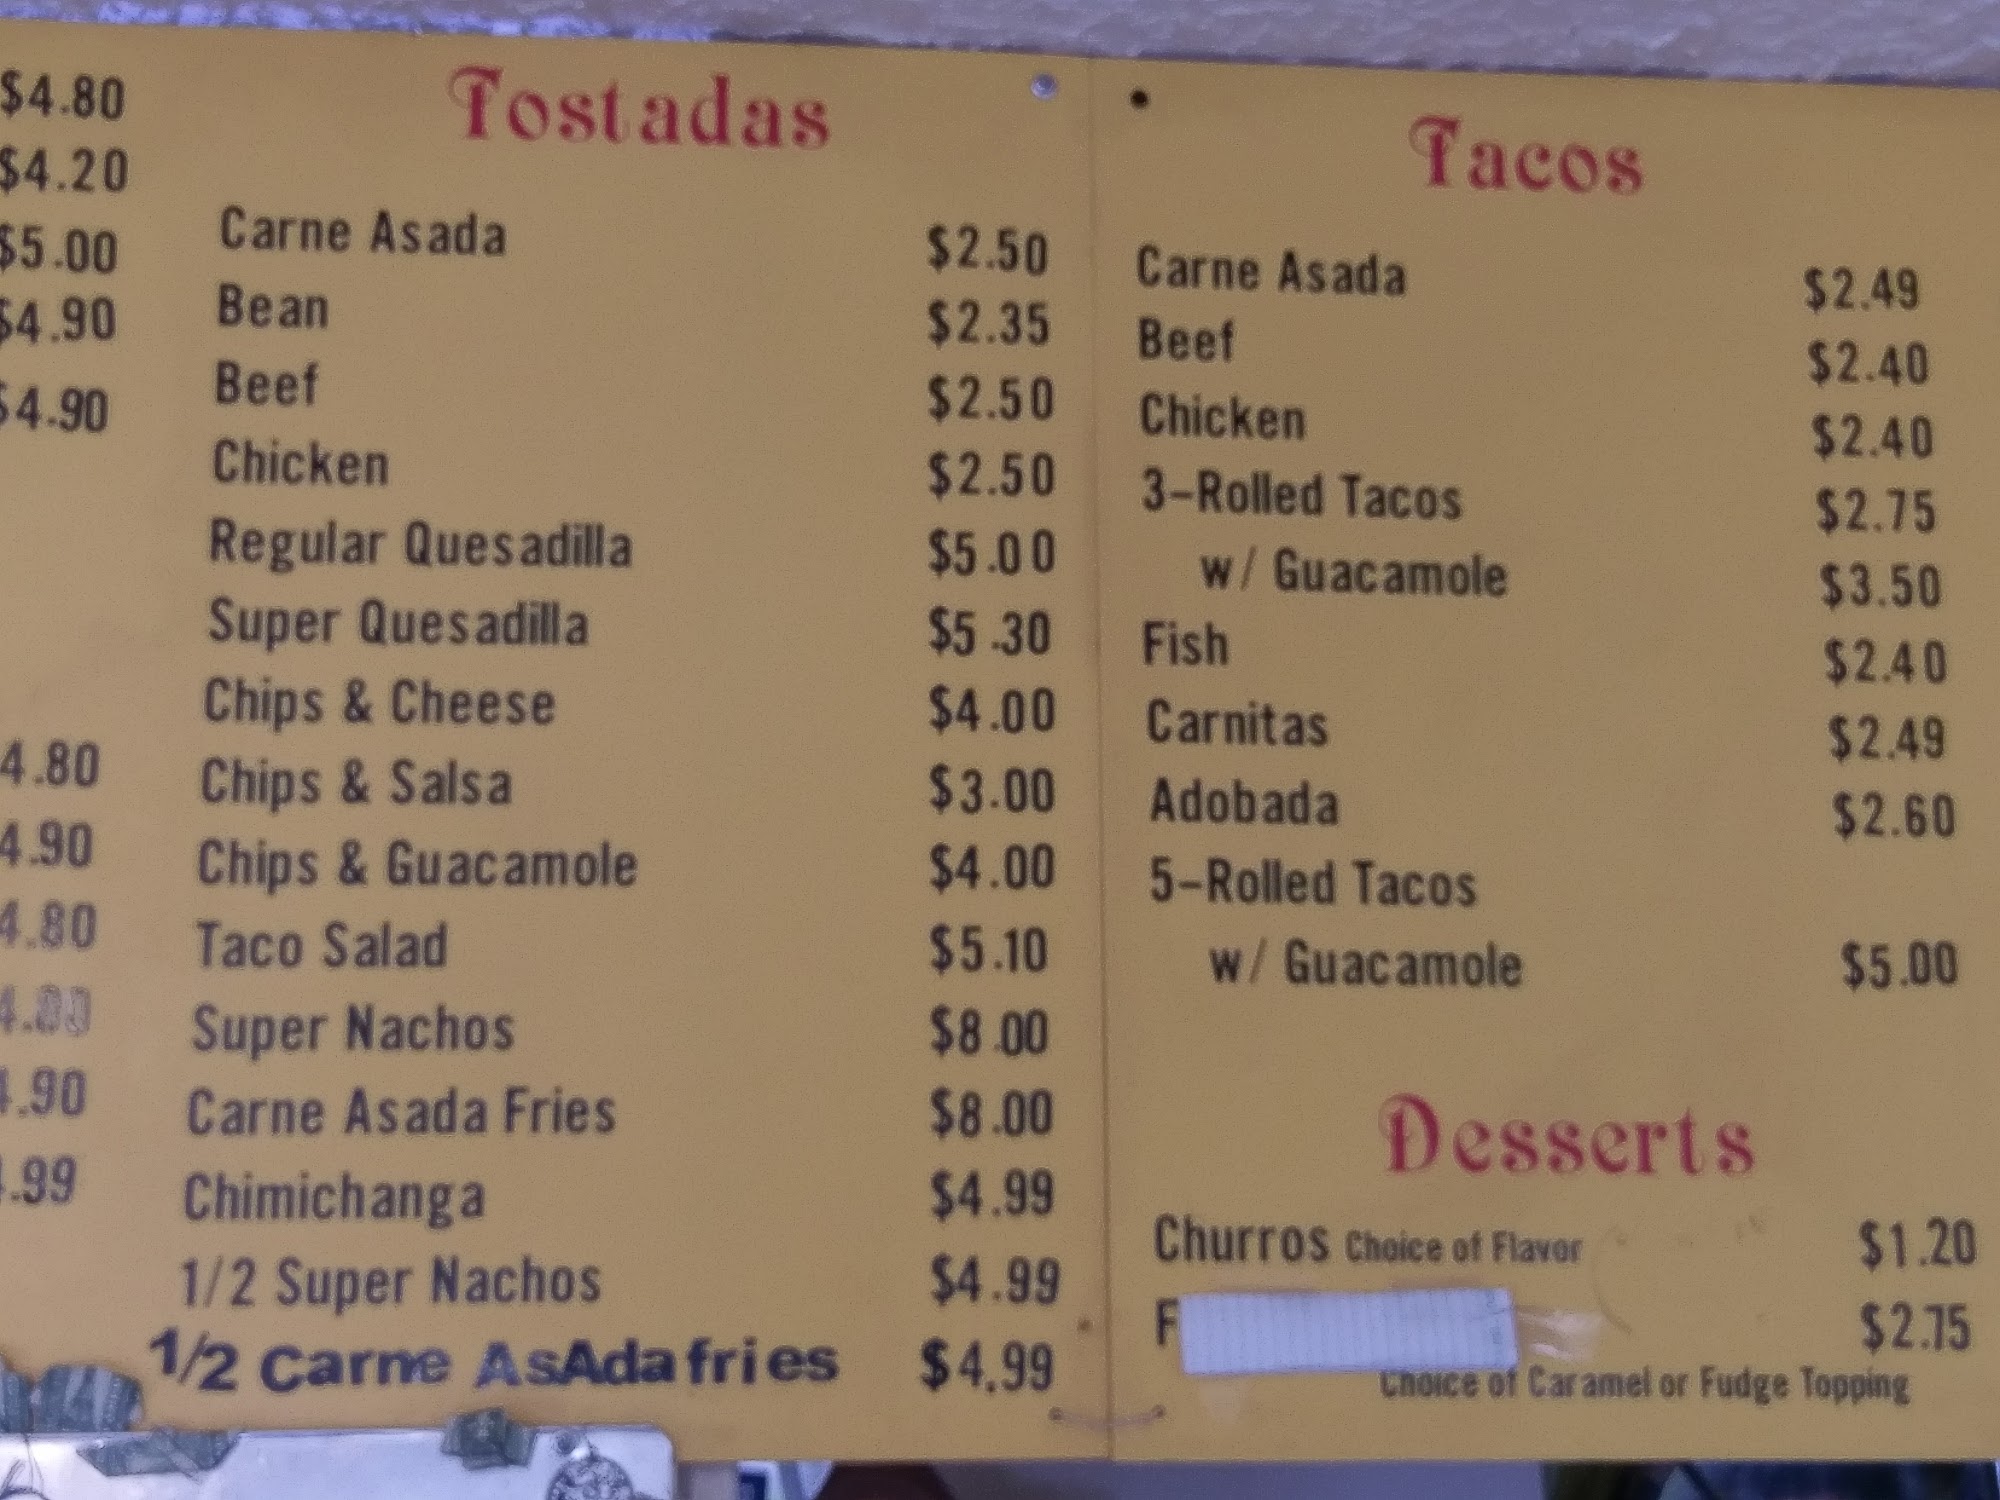 $4.80
$4.20
$5.00
$4.90
$4.90
4.80
4.90
4.80
.90
.99
Tostadas
Carne Asada $2.50
Bean $2.35
Beef $2.50
Chicken $2.50
Regular Quesadilla $5.00
Super Quesadilla $5.30
Chips & Cheese $4.00
Chips & Salsa $3.00
Chips & Guacamole $4.00
Taco Salad $5.10
Super Nachos $8.00
Carne Asada Fries $8.00
Chimichanga $4.99
1/2 Super Nachos $4.99
1/2 Carne AsAda fries $4.99
Tacos
Carne Asada $2.49
Beef $2.40
Chicken $2.40
3-Rolled Tacos $2.75
w/ Guacamole $3.50
Fish $2.40
Carnitas $2.49
Adobada $2.60
5-Rolled Tacos
w/ Guacamole $5.00
Desserts
Churros Choice of Flavor $1.20
F $2.75
Choice of Caramel or Fudge Topping